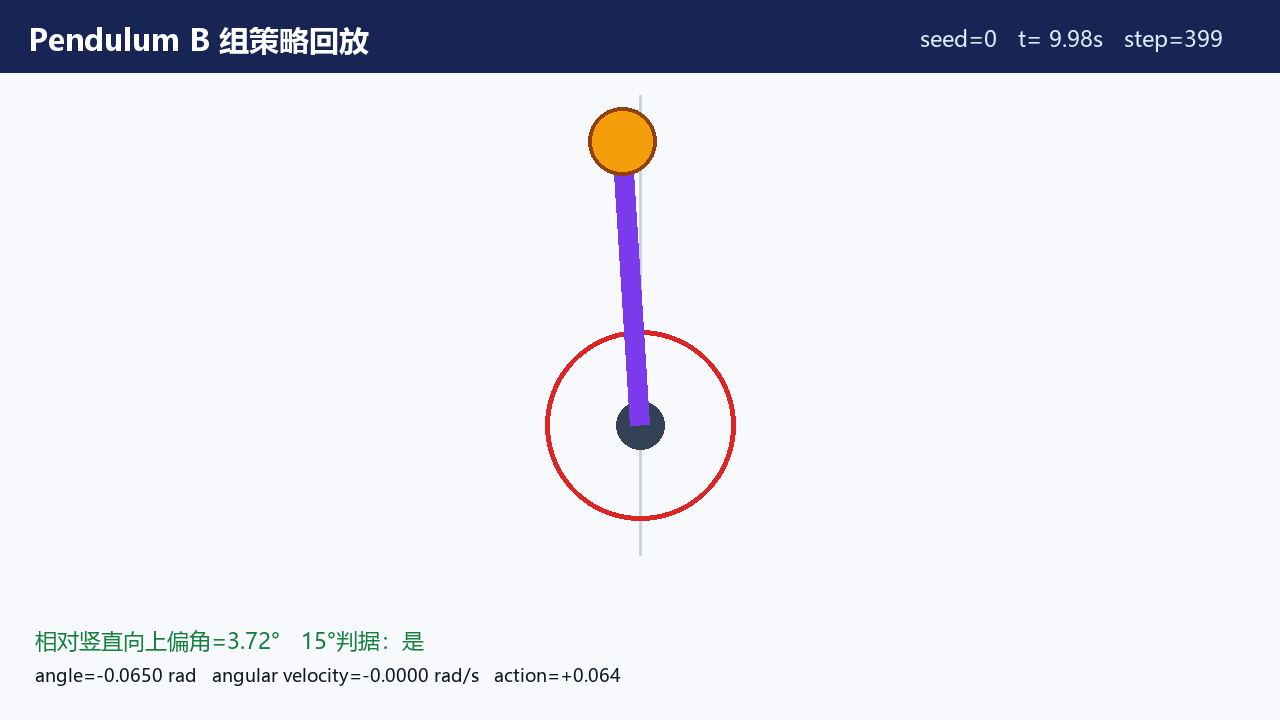 Pendulum B 组策略回放
seed=0 t= 9.98s step=399
相对竖直向上偏角=3.72° 15°判据：是
angle=-0.0650 rad angular velocity=-0.0000 rad/s action=+0.064